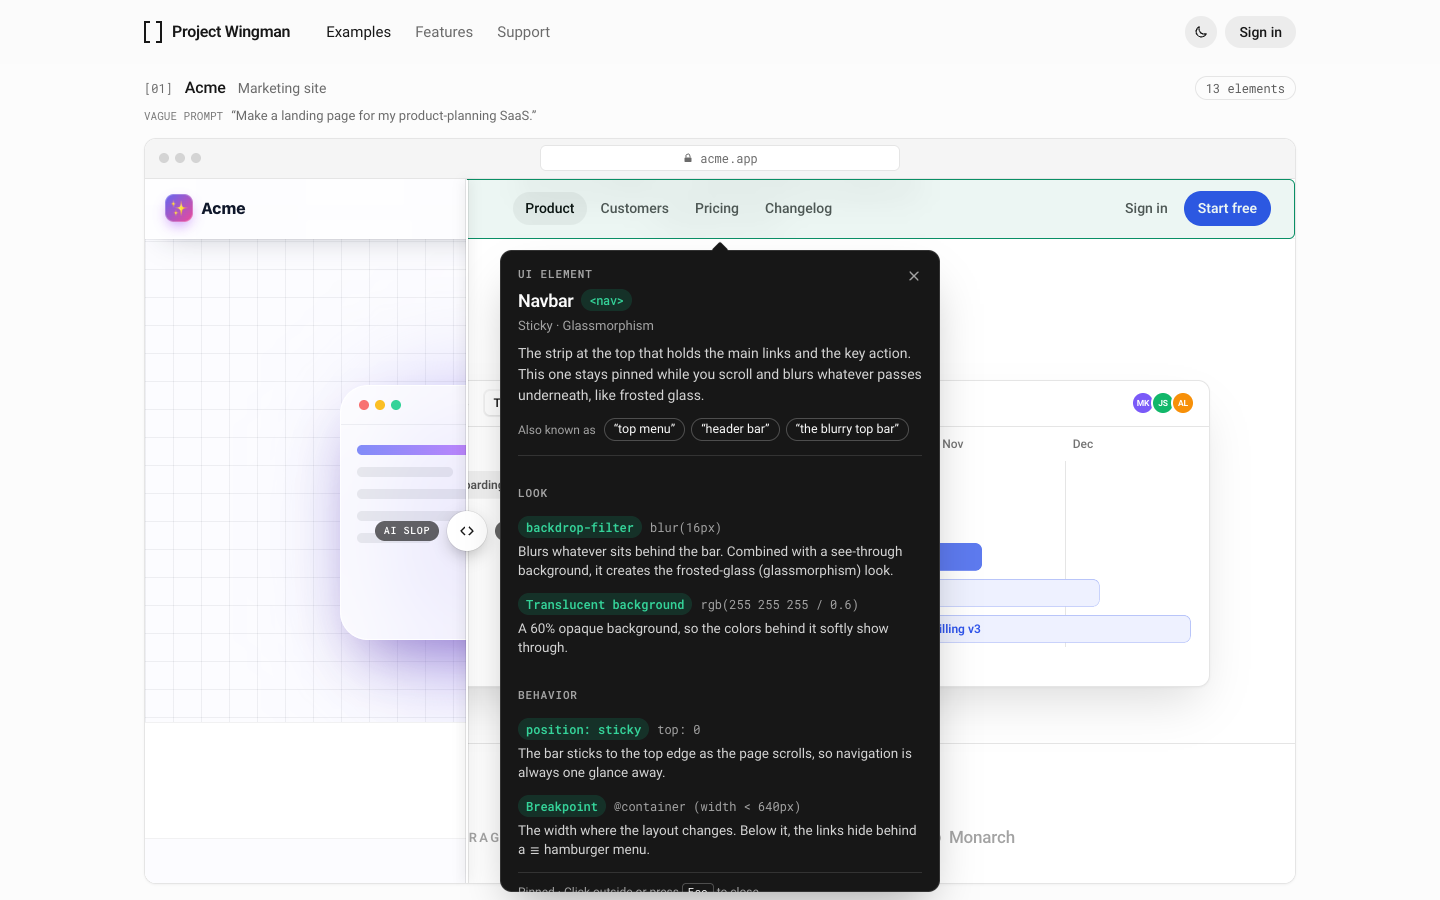 Project Wingman
Examples
Features
Support
Sign in
[01] Acme Marketing site
13 elements
VAGUE PROMPT “Make a landing page for my product-planning SaaS.”
acme.app
Acme
Product
Customers
Pricing
Changelog
Sign in
Start free
UI ELEMENT
Navbar <nav>
Sticky · Glassmorphism
The strip at the top that holds the main links and the key action.
This one stays pinned while you scroll and blurs whatever passes
underneath, like frosted glass.
Also known as “top menu” “header bar” “the blurry top bar”
LOOK
backdrop-filter blur(16px)
Blurs whatever sits behind the bar. Combined with a see-through
background, it creates the frosted-glass (glassmorphism) look.
Translucent background rgb(255 255 255 / 0.6)
A 60% opaque background, so the colors behind it softly show
through.
BEHAVIOR
position: sticky top: 0
The bar sticks to the top edge as the page scrolls, so navigation is
always one glance away.
Breakpoint @container (width < 640px)
The width where the layout changes. Below it, the links hide behind
a ≡ hamburger menu.
Pinned · Click outside or press Esc to close
MK
JS
AL
Nov
Dec
AI SLOP
v3
Monarch